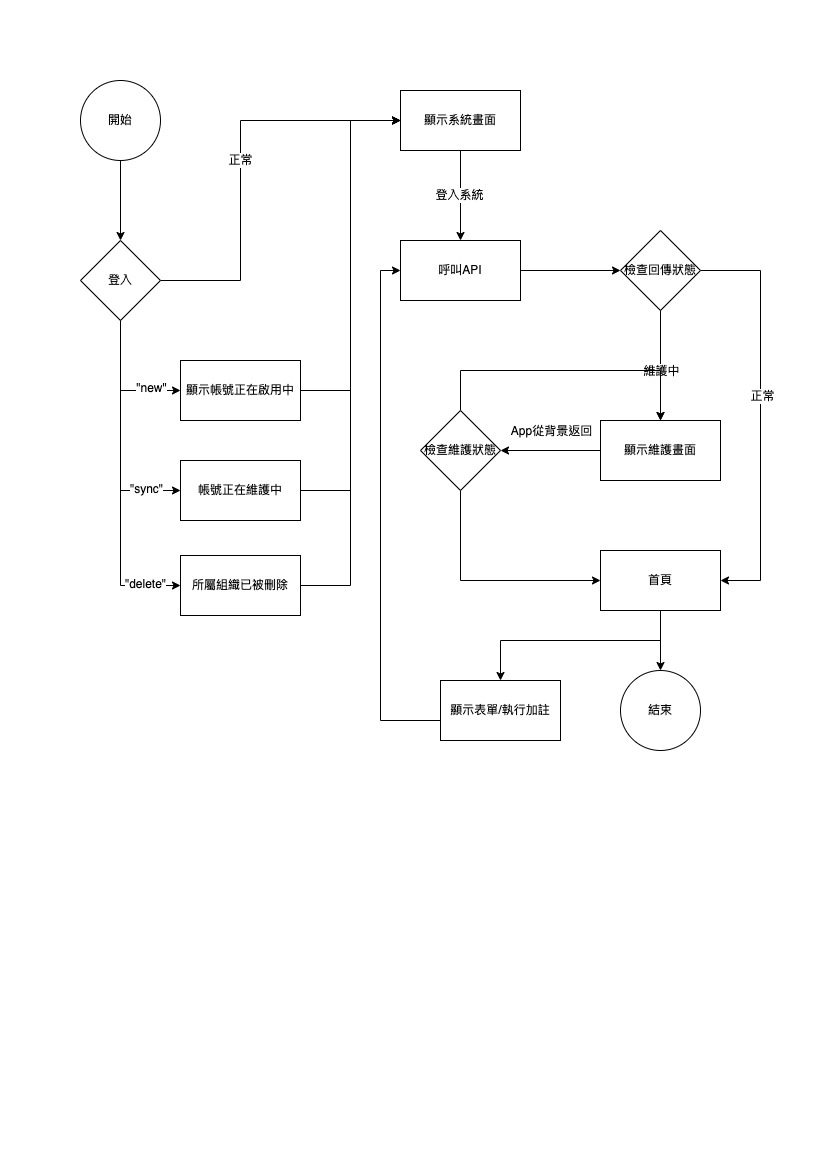 開始
顯示系統畫面
正常
登入系統
登入
呼叫API
檢查回傳狀態
維護中
"new"
顯示帳號正在啟用中
正常
App從背景返回
檢查維護狀態
顯示維護畫面
"sync"
帳號正在維護中
"delete"
所屬組織已被刪除
首頁
顯示表單/執行加註
結束